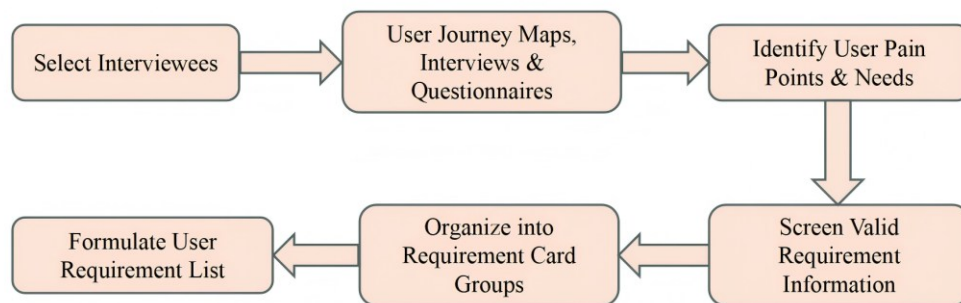 Select Interviewees
User Journey Maps,
Interviews &
Questionnaires
Identify User Pain
Points & Needs
Screen Valid
Requirement
Information
Organize into
Requirement Card
Groups
Formulate User
Requirement List